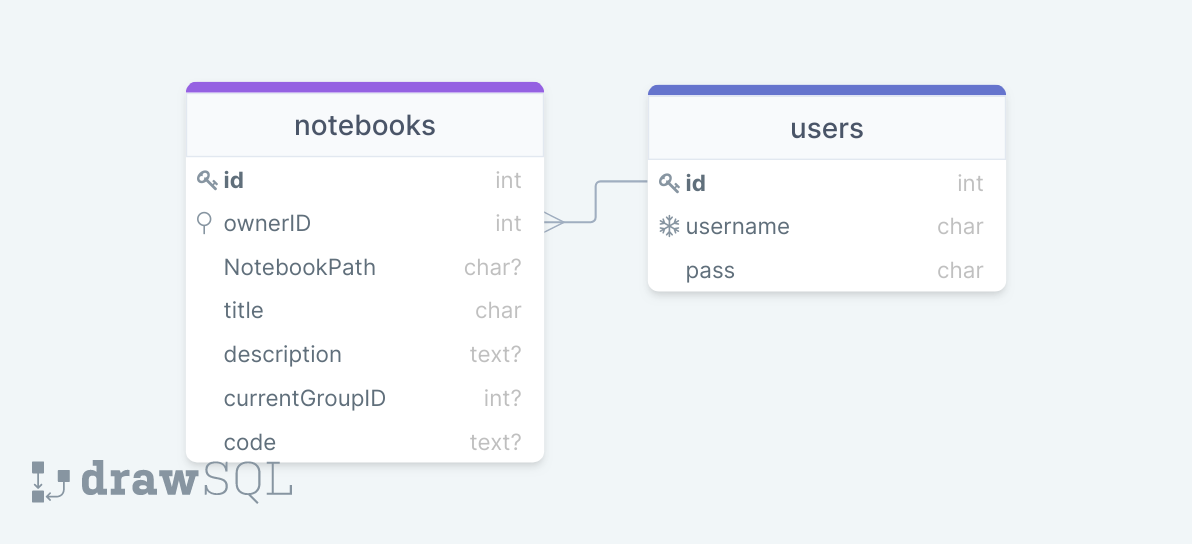 notebooks
id int
ownerID int
NotebookPath char?
title char
description text?
currentGroupID int?
code text?
users
id int
username char
pass char
drawSQL